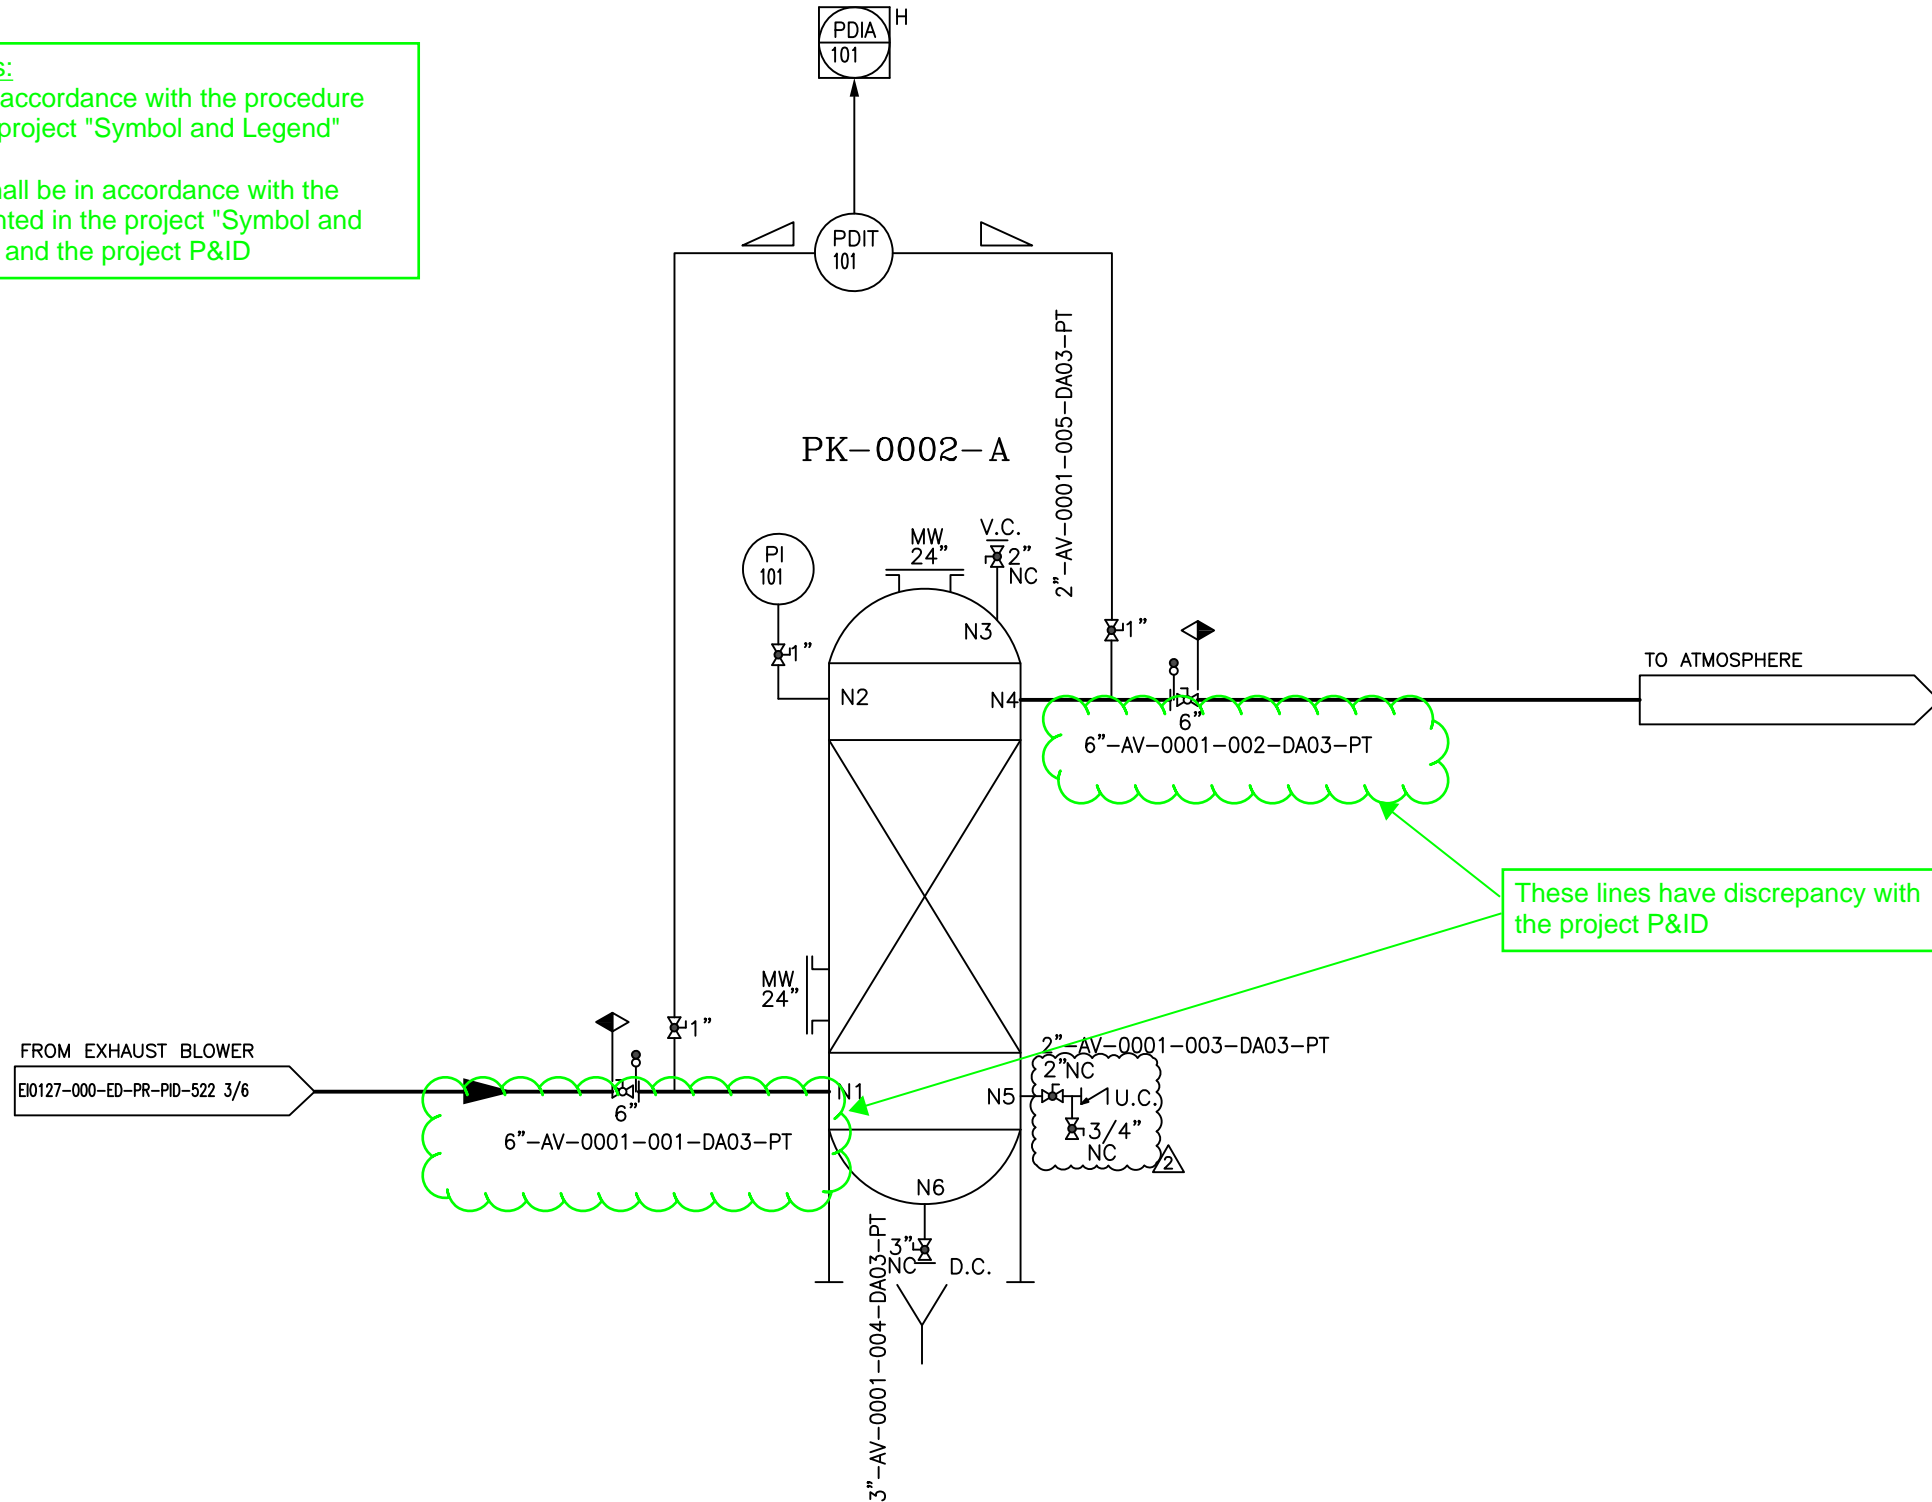 PDIA
101
H
s:
accordance with the procedure
project "Symbol and Legend"
all be in accordance with the
nted in the project "Symbol and
and the project P&ID
PDIT
101
2"-AV-0001-005-DA03-PT
PK-0002-A
MW
24"
V.C.
2"
NC
PI
101
1"
N3
1"
N2
N4
6"
6"-AV-0001-002-DA03-PT
TO ATMOSPHERE
These lines have discrepancy with
the project P&ID
MW
24"
1"
FROM EXHAUST BLOWER
EI0127-000-ED-PR-PID-522 3/6
N1
6"
6"-AV-0001-001-DA03-PT
2"-AV-0001-003-DA03-PT
2"NC
N5
U.C.
3/4"
NC
2
N6
3"
NC
D.C.
3"-AV-0001-004-DA03-PT